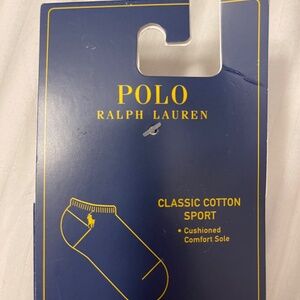 POLO
RALPH LAUREN
CLASSIC COTTON
SPORT
• Cushioned
Comfort Sole